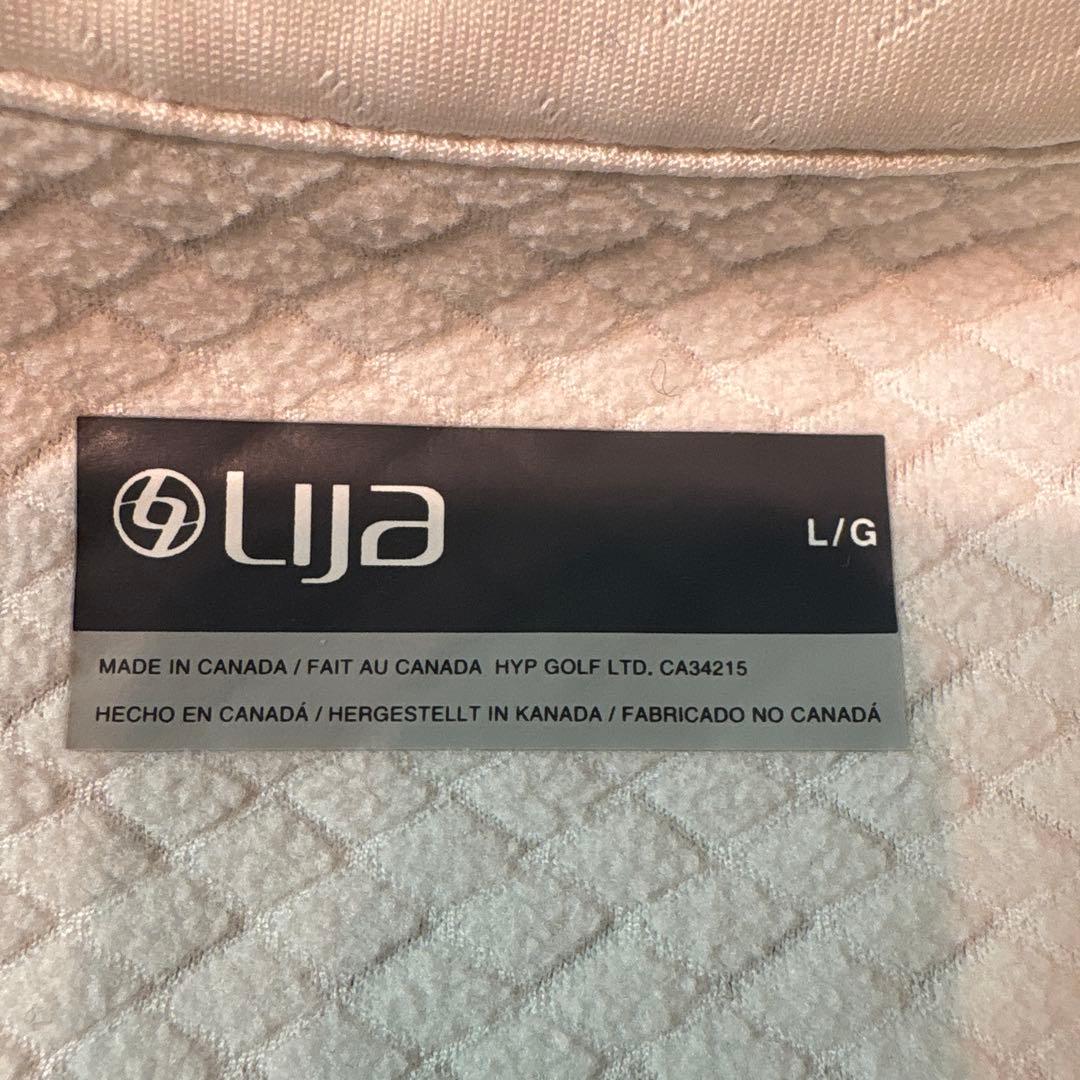 Lija
L/G
MADE IN CANADA / FAIT AU CANADA HYP GOLF LTD. CA34215
HECHO EN CANADÁ / HERGESTELLT IN KANADA / FABRICADO NO CANADÁ